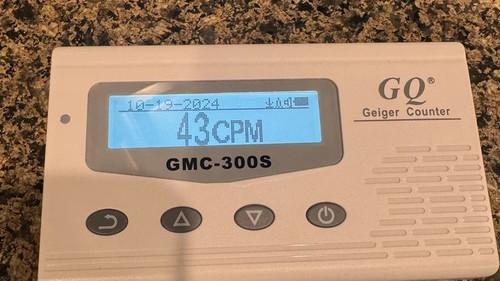 10-19-2024
43CPM
GQ®
Geiger Counter
GMC-300S